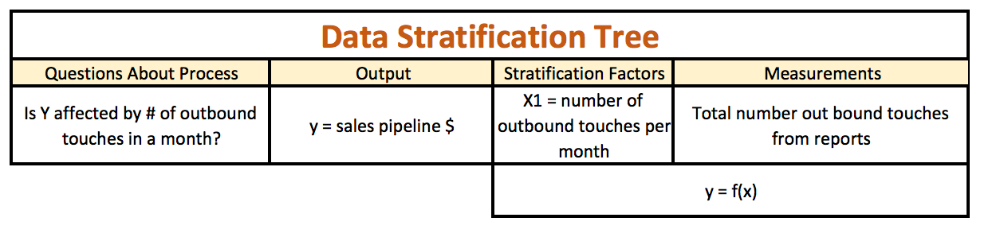 Data Stratification Tree
Questions About Process
Output
Stratification Factors
Measurements
Is Y affected by # of outbound
touches in a month?
y = sales pipeline $
X1 = number of
outbound touches per
month
Total number out bound touches
from reports
y = f(x)